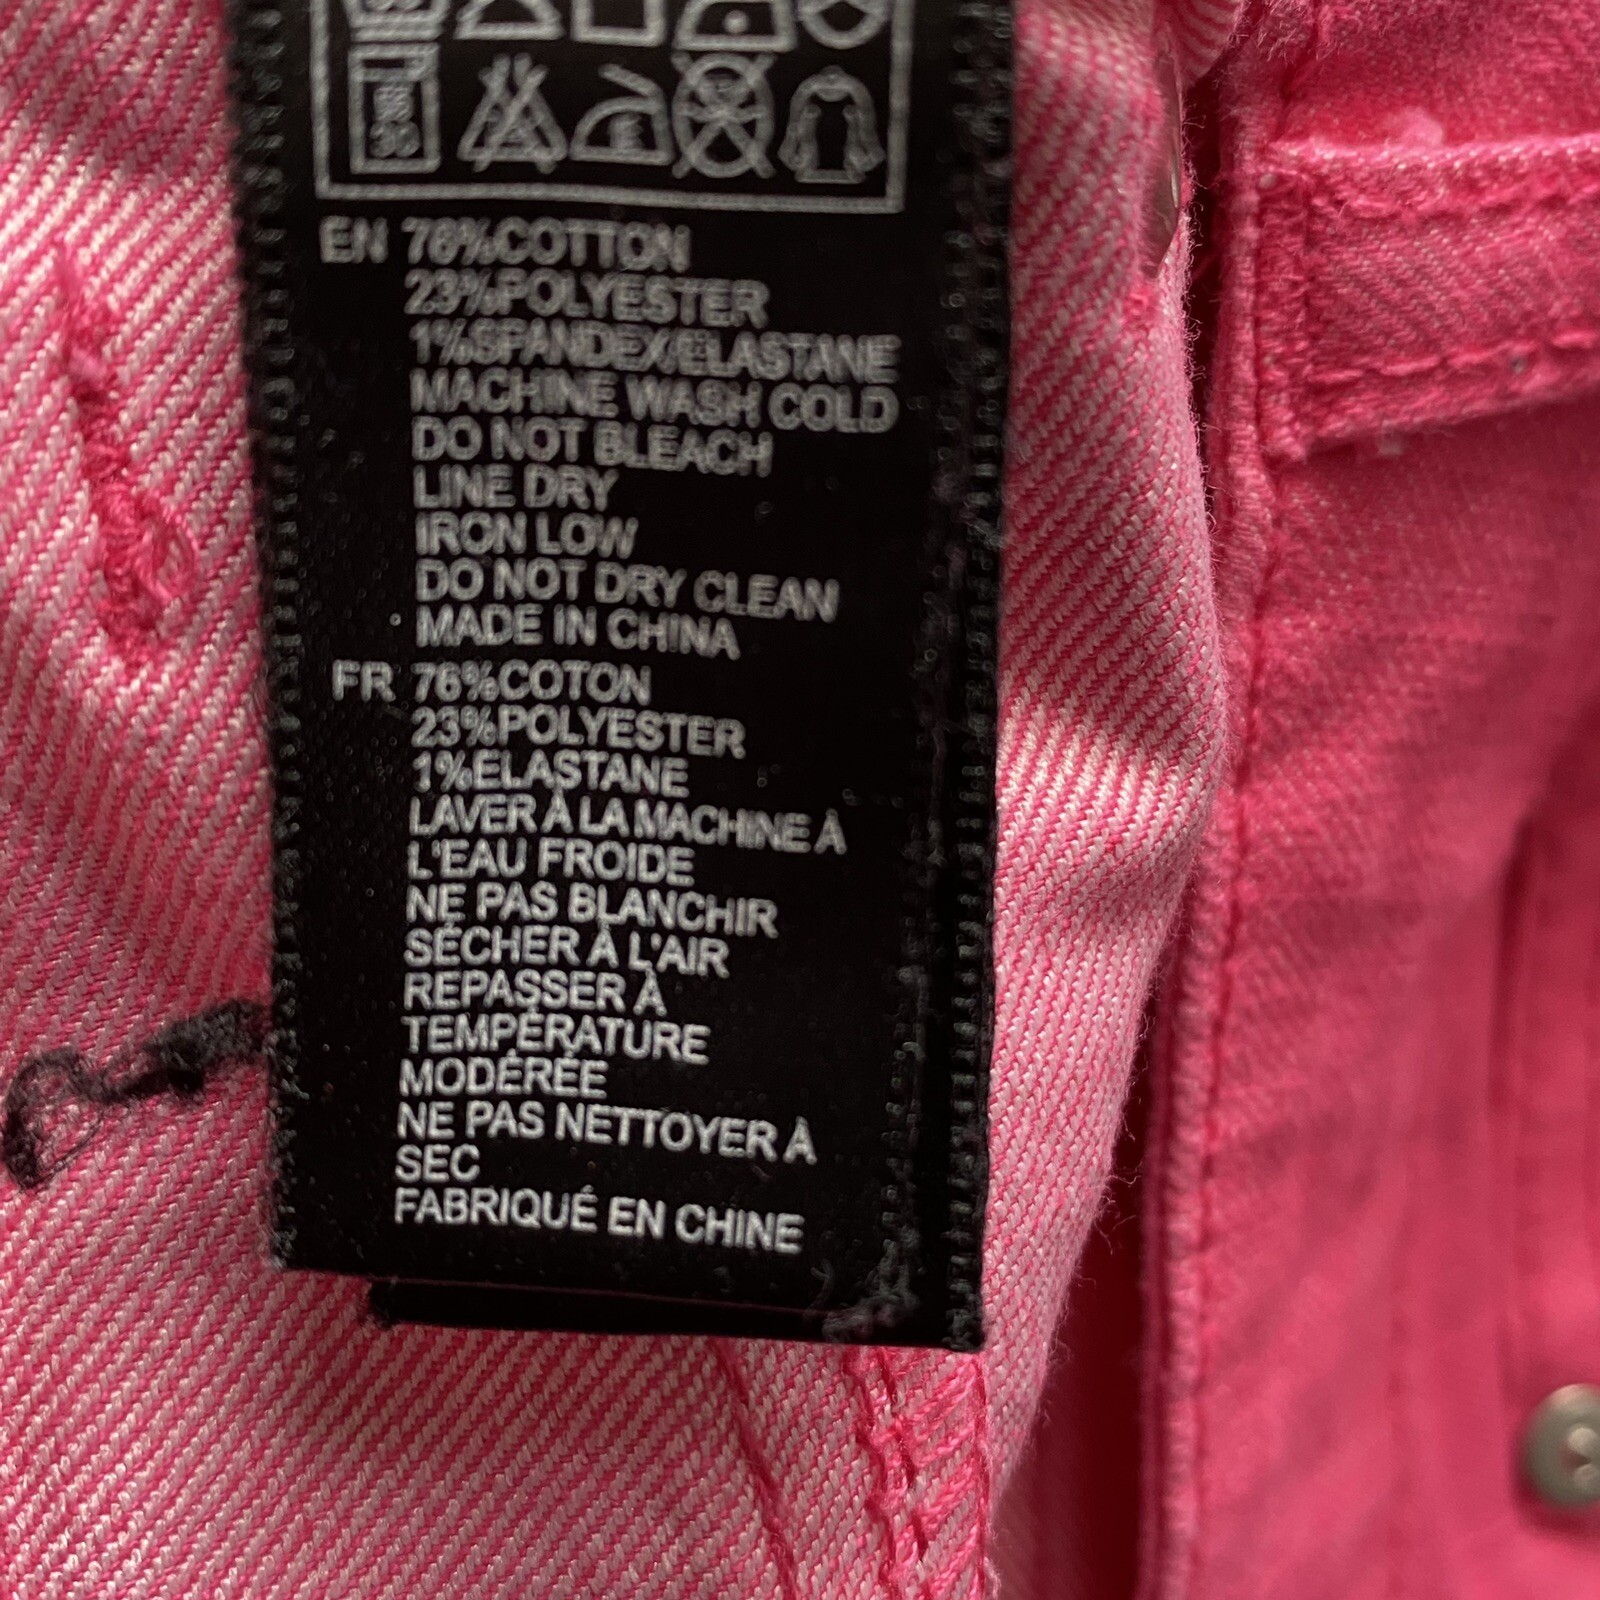 EN 76%COTTON
23%POLYESTER
1%SPANDEX/ELASTANE
MACHINE WASH COLD
DO NOT BLEACH
LINE DRY
IRON LOW
DO NOT DRY CLEAN
MADE IN CHINA
FR 76%COTON
23%POLYESTER
1%ELASTANE
LAVER À LA MACHINE À
L'EAU FROIDE
NE PAS BLANCHIR
SÉCHER À L'AIR
REPASSER À
TEMPÉRATURE
MODÉRÉE
NE PAS NETTOYER À
SEC
FABRIQUÉ EN CHINE